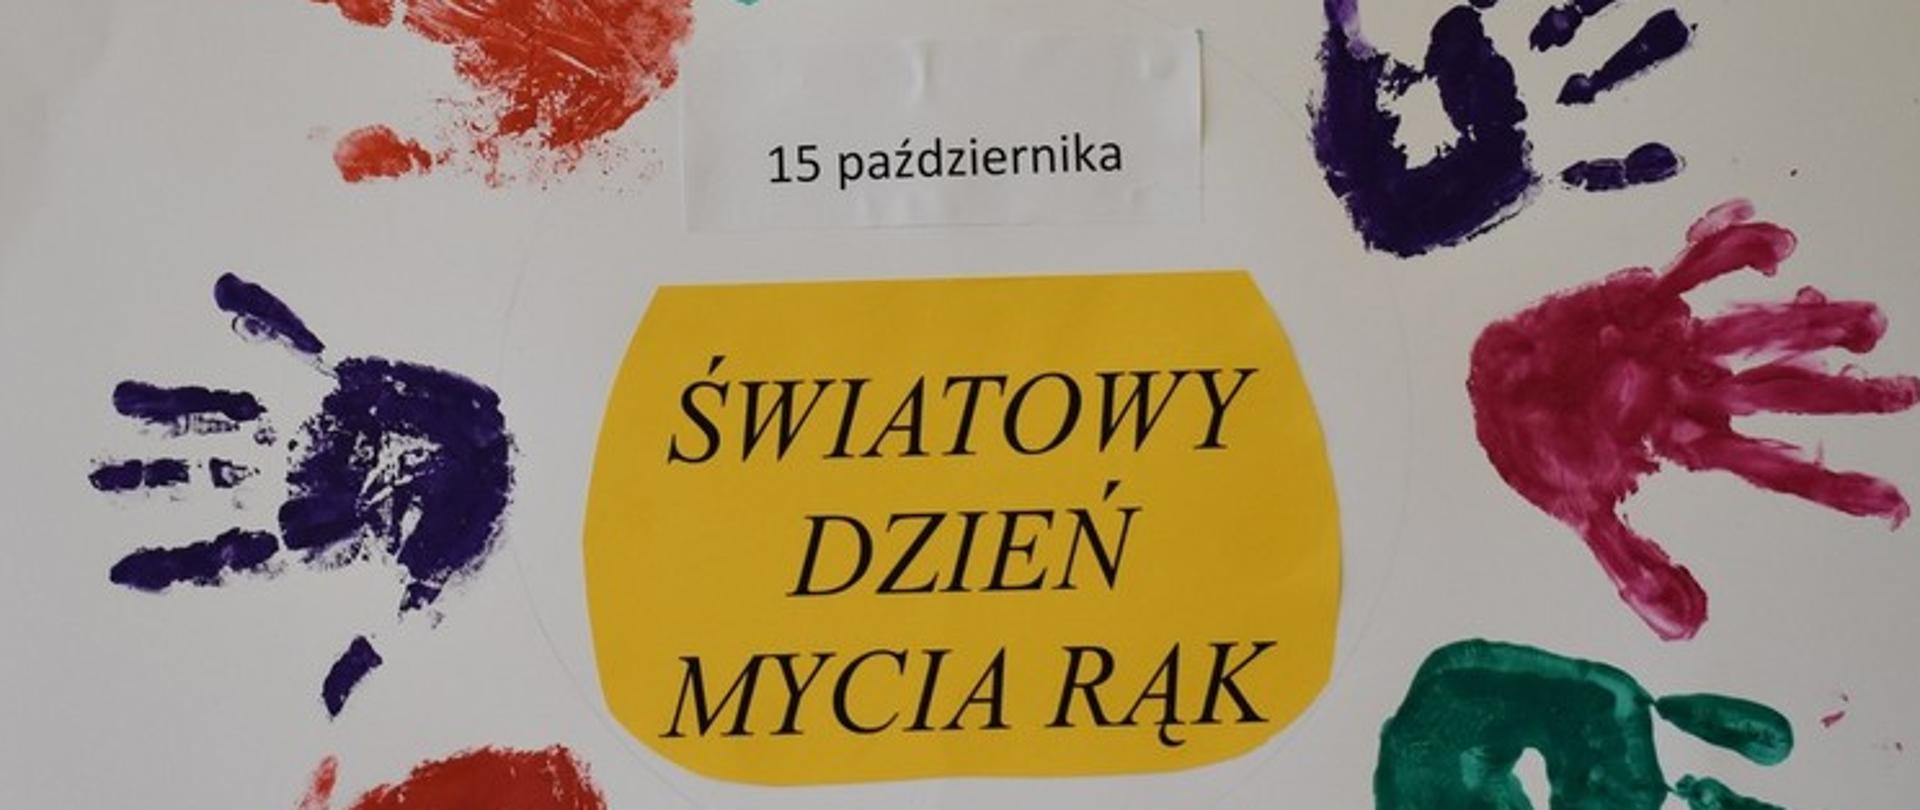 15 października
ŚWIATOWY
DZIEŃ
MYCIA RĄK